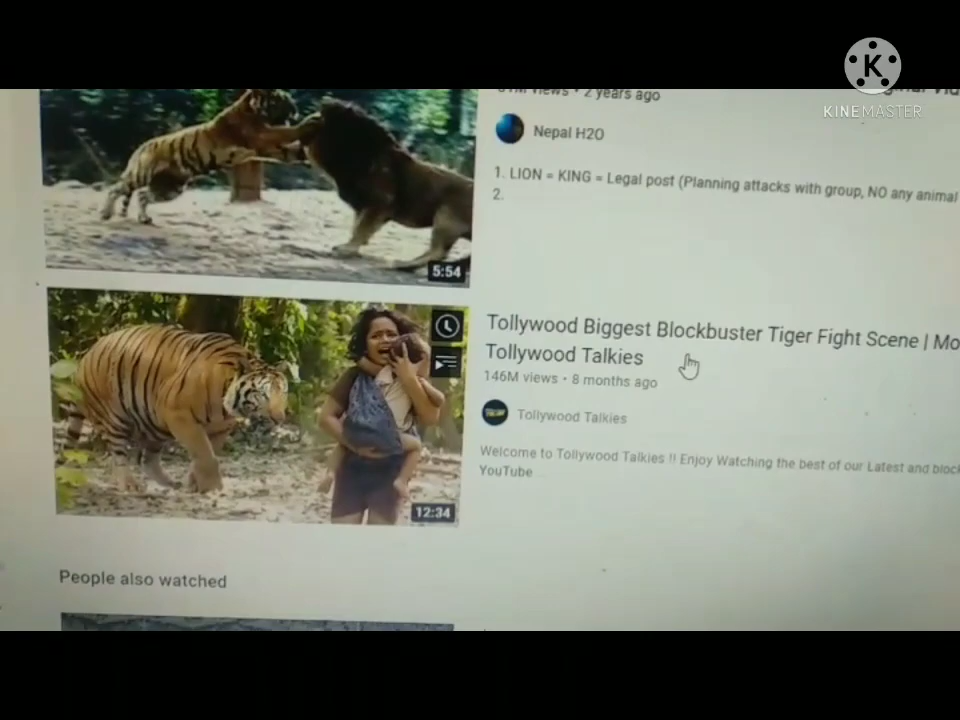 KINEMASTER
views • 2 years ago
Nepal H2O
1. LION = KING = Legal post (Planning attacks with group, NO any animal
2.
5:54
Tollywood Biggest Blockbuster Tiger Fight Scene | Mo
Tollywood Talkies
146M views • 8 months ago
Tollywood Talkies
Welcome to Tollywood Talkies !! Enjoy Watching the best of our Latest and block
YouTube
12:34
People also watched